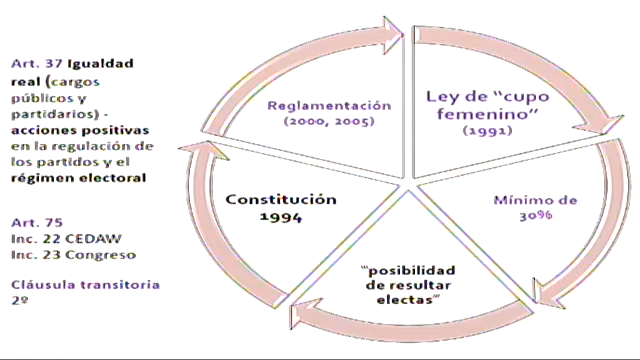 Art. 37 Igualdad
real (cargos
públicos y
partidarios) -
acciones positivas
en la regulación de
los partidos y el
régimen electoral
Art. 75
Inc. 22 CEDAW
Inc. 23 Congreso
Cláusula transitoria
2º
Ley de “cupo
femenino”
(1991)
Mínimo de
30%
“posibilidad
de resultar
electas”
Constitución
1994
Reglamentación
(2000, 2005)